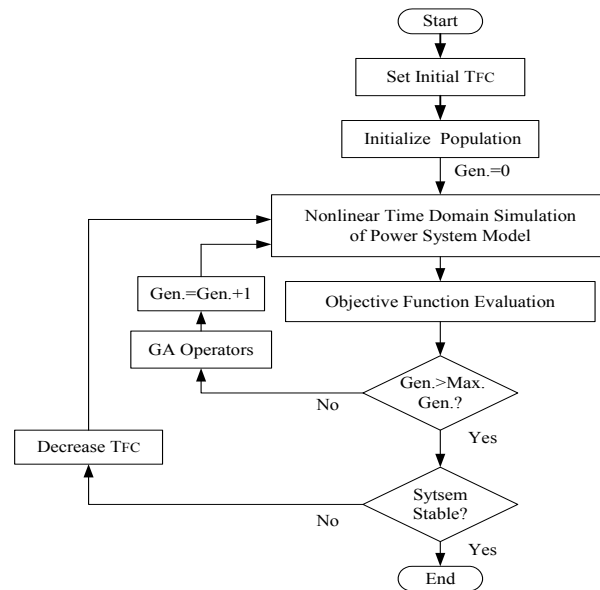 Start
Set Initial TFC
Initialize Population
Gen.=0
Nonlinear Time Domain Simulation
of Power System Model
Gen.=Gen.+1
Objective Function Evaluation
GA Operators
Gen.>Max.
Gen.?
No
Yes
Decrease TFC
Sytsem
Stable?
No
Yes
End